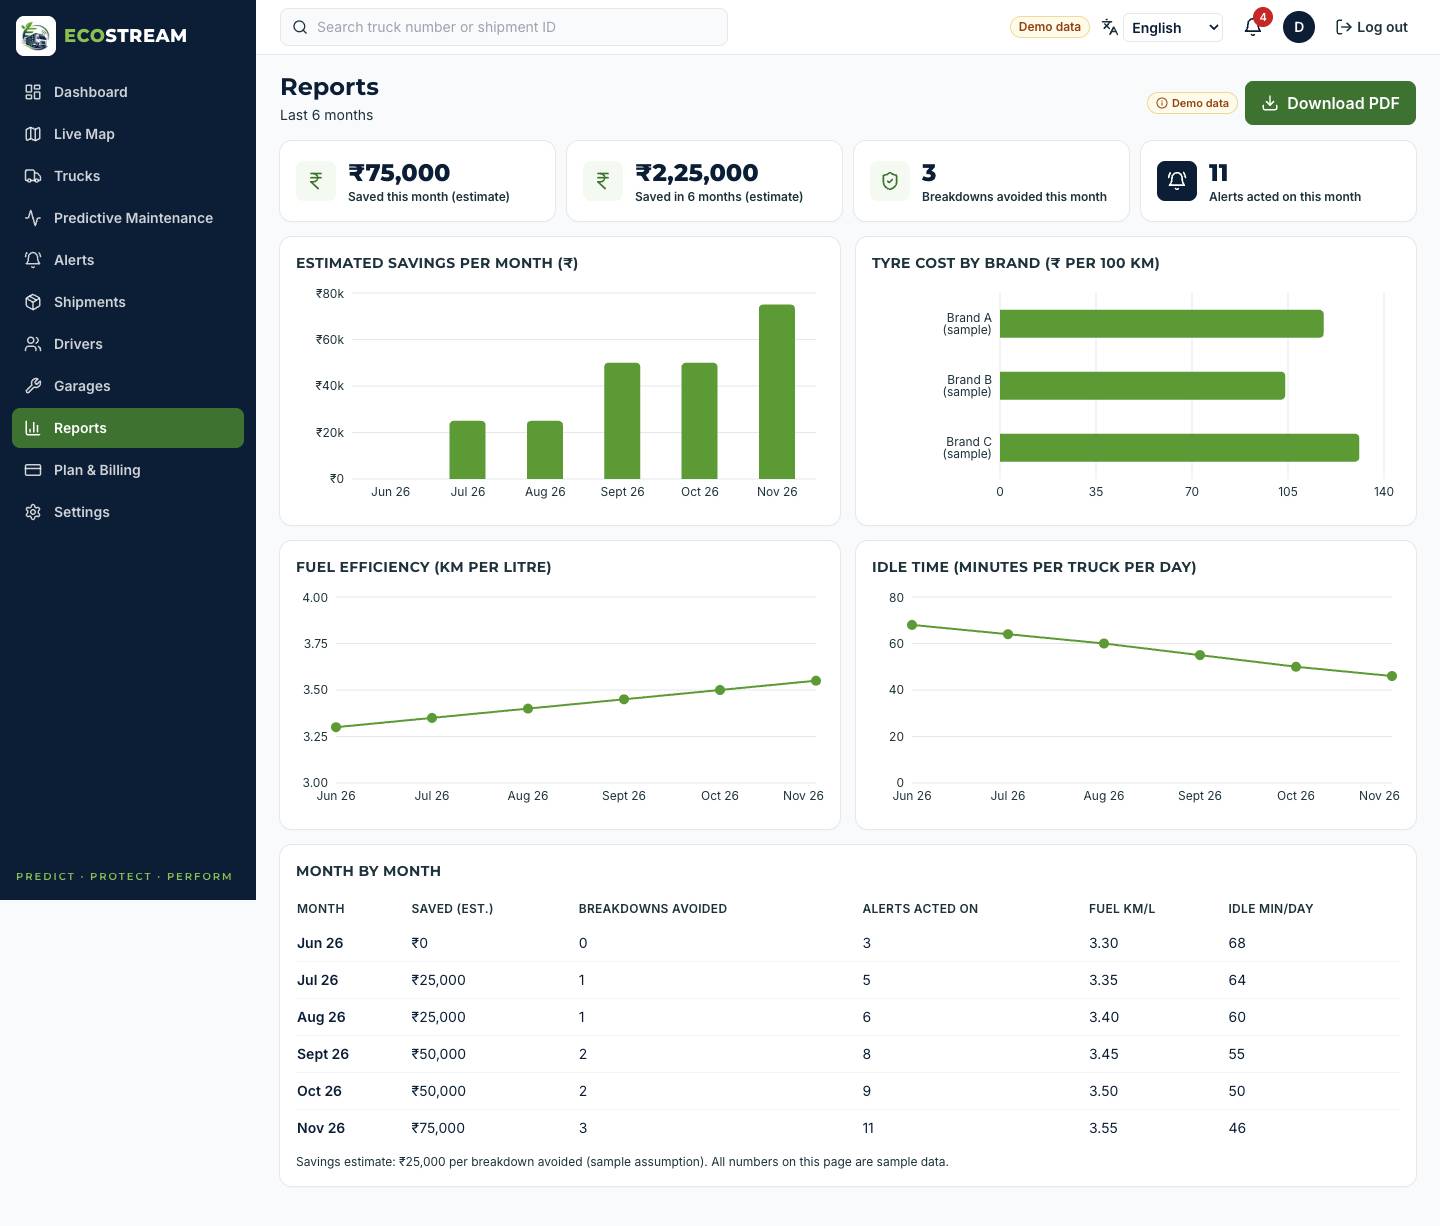 ECOSTREAM
Search truck number or shipment ID
Demo data
English
4
D
Log out
Dashboard
Live Map
Trucks
Predictive Maintenance
Alerts
Shipments
Drivers
Garages
Reports
Plan & Billing
Settings
PREDICT · PROTECT · PERFORM
Reports
Last 6 months
Demo data
Download PDF
₹75,000
Saved this month (estimate)
₹2,25,000
Saved in 6 months (estimate)
3
Breakdowns avoided this month
11
Alerts acted on this month
ESTIMATED SAVINGS PER MONTH (₹)
₹80k
₹60k
₹40k
₹20k
₹0
Jun 26 Jul 26 Aug 26 Sept 26 Oct 26 Nov 26
TYRE COST BY BRAND (₹ PER 100 KM)
Brand A
(sample)
Brand B
(sample)
Brand C
(sample)
0 35 70 105 140
FUEL EFFICIENCY (KM PER LITRE)
4.00
3.75
3.50
3.25
3.00
Jun 26 Jul 26 Aug 26 Sept 26 Oct 26 Nov 26
IDLE TIME (MINUTES PER TRUCK PER DAY)
80
60
40
20
0
Jun 26 Jul 26 Aug 26 Sept 26 Oct 26 Nov 26
MONTH BY MONTH
MONTH SAVED (EST.) BREAKDOWNS AVOIDED ALERTS ACTED ON FUEL KM/L IDLE MIN/DAY
Jun 26 ₹0 0 3 3.30 68
Jul 26 ₹25,000 1 5 3.35 64
Aug 26 ₹25,000 1 6 3.40 60
Sept 26 ₹50,000 2 8 3.45 55
Oct 26 ₹50,000 2 9 3.50 50
Nov 26 ₹75,000 3 11 3.55 46
Savings estimate: ₹25,000 per breakdown avoided (sample assumption). All numbers on this page are sample data.